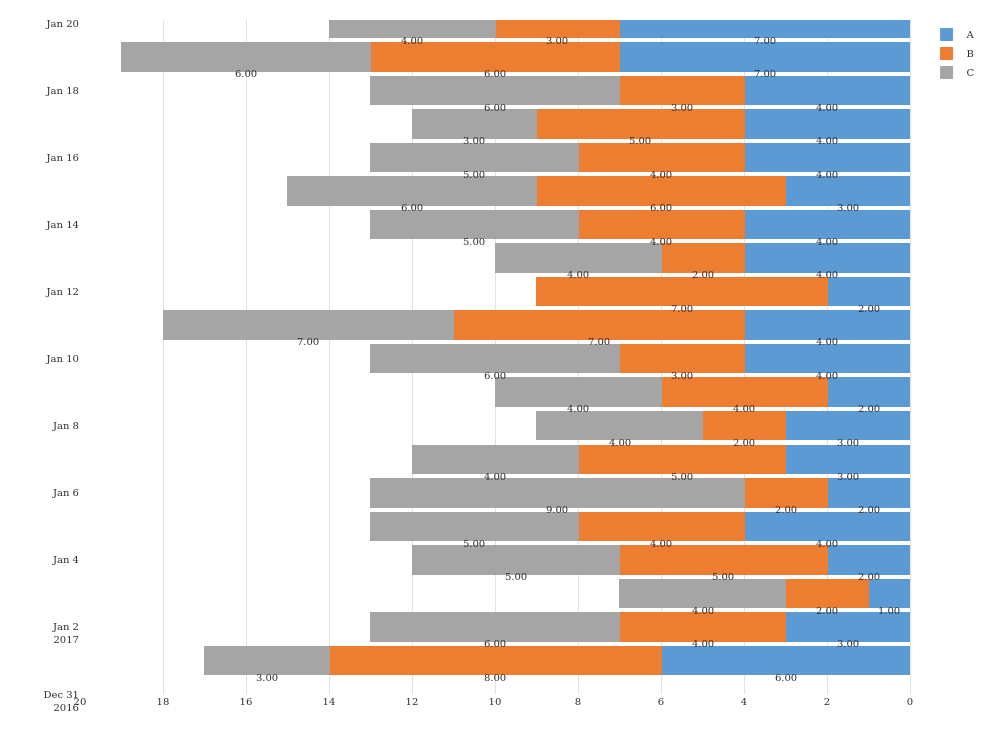 Jan 20
A
4.00 3.00 7.00
B
C
6.00 6.00 7.00
Jan 18
6.00 3.00 4.00
3.00 5.00 4.00
Jan 16
5.00 4.00 4.00
6.00 6.00 3.00
Jan 14
5.00 4.00 4.00
4.00 2.00 4.00
Jan 12
7.00 2.00
7.00 7.00 4.00
Jan 10
6.00 3.00 4.00
4.00 4.00 2.00
Jan 8
4.00 2.00 3.00
4.00 5.00 3.00
Jan 6
9.00 2.00 2.00
5.00 4.00 4.00
Jan 4
5.00 5.00 2.00
4.00 2.00 1.00
Jan 2
2017
6.00 4.00 3.00
3.00 8.00 6.00
Dec 31
2016
20 18 16 14 12 10 8 6 4 2 0